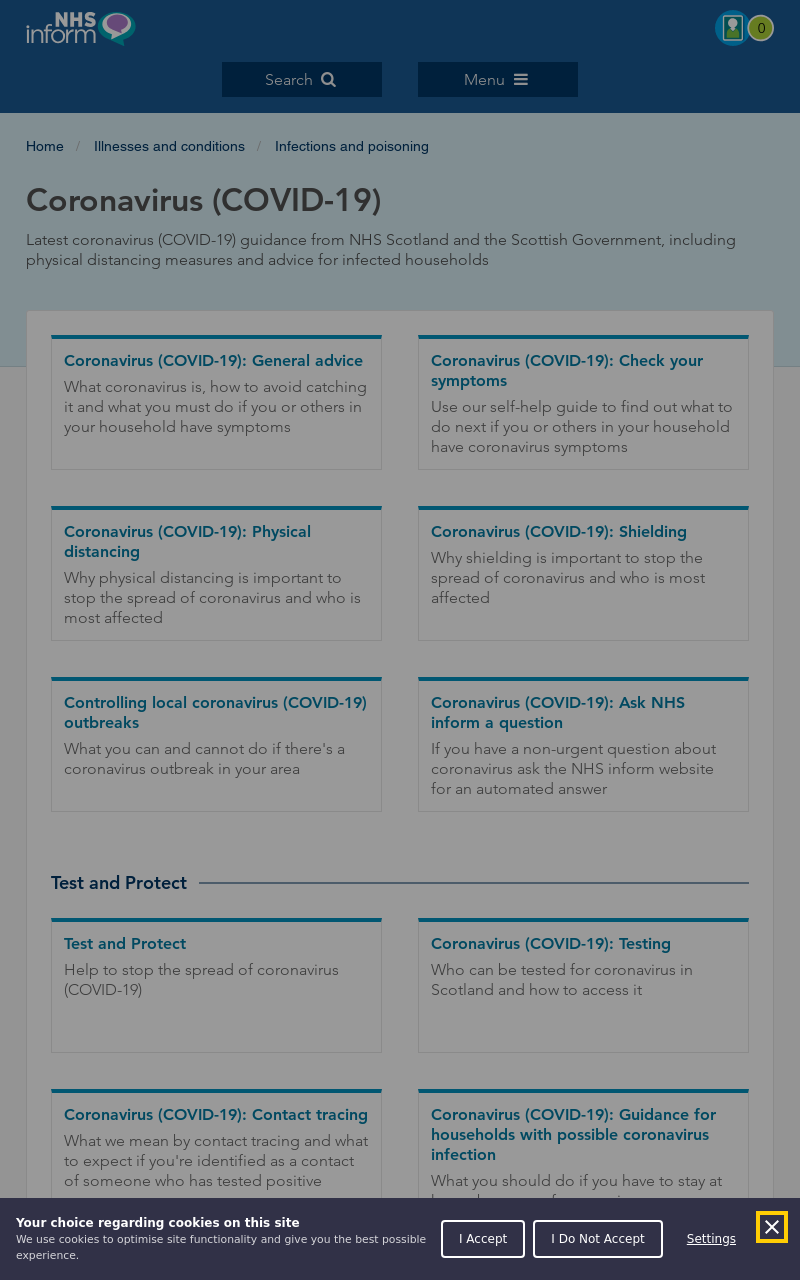 NHS
inform
0
Search
Menu
Home / Illnesses and conditions / Infections and poisoning
Coronavirus (COVID-19)
Latest coronavirus (COVID-19) guidance from NHS Scotland and the Scottish Government, including
physical distancing measures and advice for infected households
Coronavirus (COVID-19): General advice
What coronavirus is, how to avoid catching
it and what you must do if you or others in
your household have symptoms
Coronavirus (COVID-19): Check your
symptoms
Use our self-help guide to find out what to
do next if you or others in your household
have coronavirus symptoms
Coronavirus (COVID-19): Physical
distancing
Why physical distancing is important to
stop the spread of coronavirus and who is
most affected
Coronavirus (COVID-19): Shielding
Why shielding is important to stop the
spread of coronavirus and who is most
affected
Controlling local coronavirus (COVID-19)
outbreaks
What you can and cannot do if there's a
coronavirus outbreak in your area
Coronavirus (COVID-19): Ask NHS
inform a question
If you have a non-urgent question about
coronavirus ask the NHS inform website
for an automated answer
Test and Protect
Test and Protect
Help to stop the spread of coronavirus
(COVID-19)
Coronavirus (COVID-19): Testing
Who can be tested for coronavirus in
Scotland and how to access it
Coronavirus (COVID-19): Contact tracing
What we mean by contact tracing and what
to expect if you're identified as a contact
of someone who has tested positive
Coronavirus (COVID-19): Guidance for
households with possible coronavirus
infection
What you should do if you have to stay at
Your choice regarding cookies on this site
We use cookies to optimise site functionality and give you the best possible
experience.
I Accept
I Do Not Accept
Settings